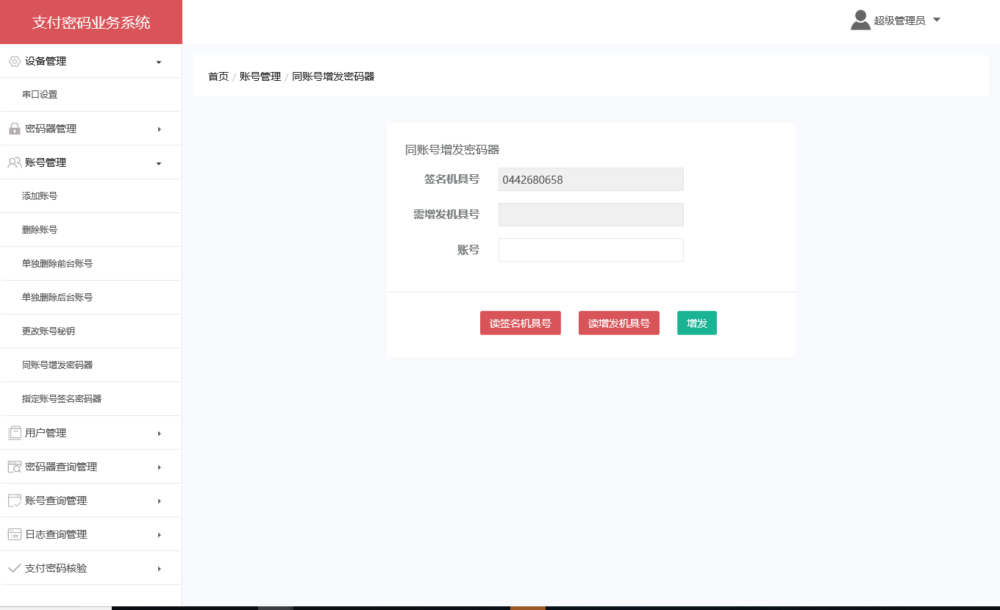 支付密码业务系统
超级管理员
设备管理
串口设置
密码器管理
账号管理
添加账号
删除账号
单独删除前台账号
单独删除后台账号
更改账号秘钥
同账号增发密码器
指定账号签名密码器
用户管理
密码器查询管理
账号查询管理
日志查询管理
支付密码核验
首页 / 账号管理 / 同账号增发密码器
同账号增发密码器
签名机具号 0442680658
需增发机具号
账号
读签名机具号 读增发机具号 增发